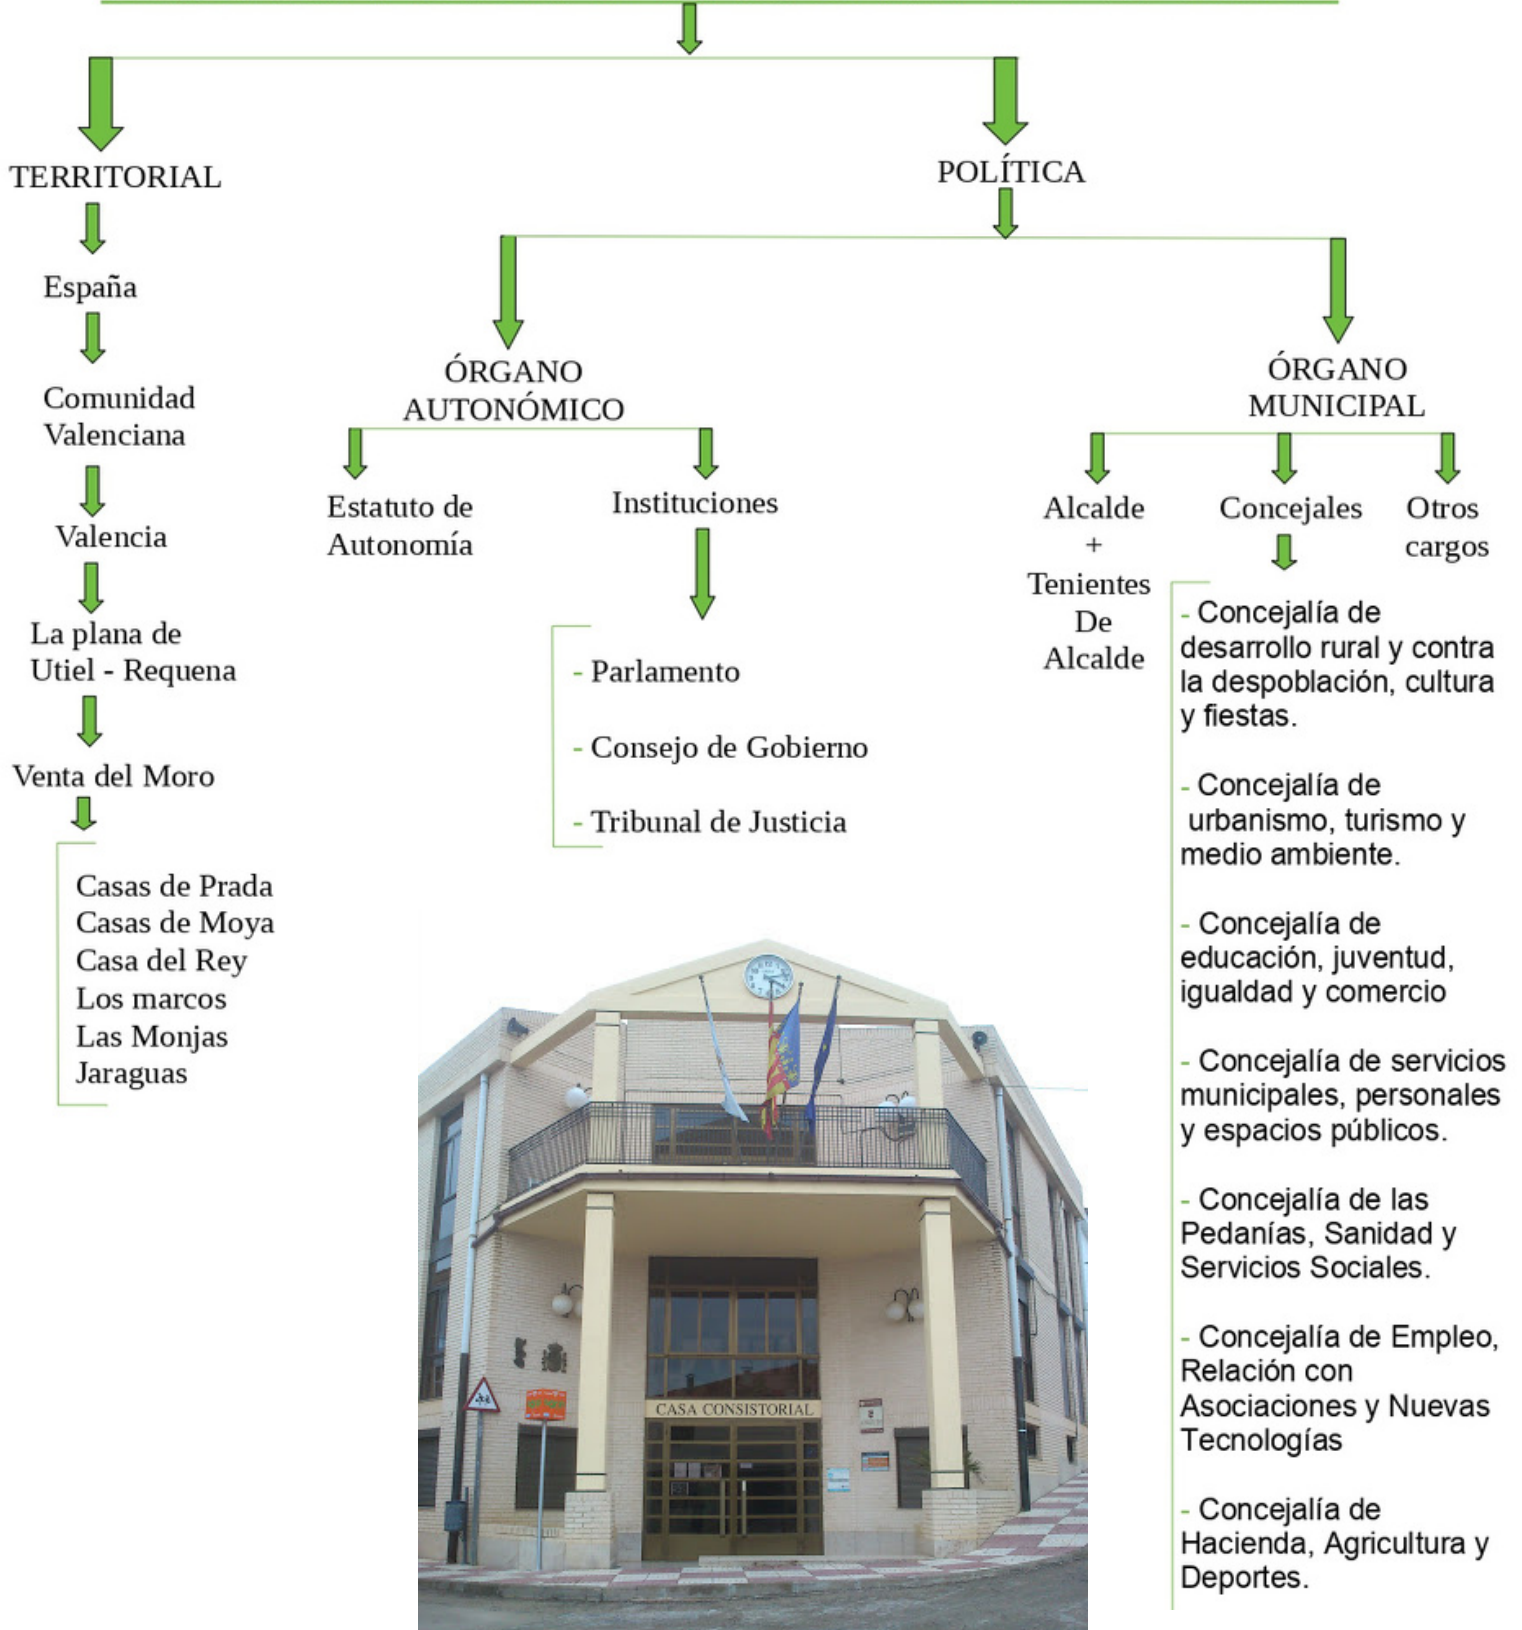 TERRITORIAL
España
Comunidad
Valenciana
Valencia
La plana de
Utiel - Requena
Venta del Moro
Casas de Prada
Casas de Moya
Casa del Rey
Los marcos
Las Monjas
Jaraguas
POLÍTICA
ÓRGANO
AUTONÓMICO
Estatuto de
Autonomía
Instituciones
- Parlamento
- Consejo de Gobierno
- Tribunal de Justicia
ÓRGANO
MUNICIPAL
Alcalde
+
Tenientes
De
Alcalde
Concejales
- Concejalía de
desarrollo rural y contra
la despoblación, cultura
y fiestas.
- Concejalía de
urbanismo, turismo y
medio ambiente.
- Concejalía de
educación, juventud,
igualdad y comercio
- Concejalía de servicios
municipales, personales
y espacios públicos.
- Concejalía de las
Pedanías, Sanidad y
Servicios Sociales.
- Concejalía de Empleo,
Relación con
Asociaciones y Nuevas
Tecnologías
- Concejalía de
Hacienda, Agricultura y
Deportes.
Otros
cargos
CASA CONSISTORIAL